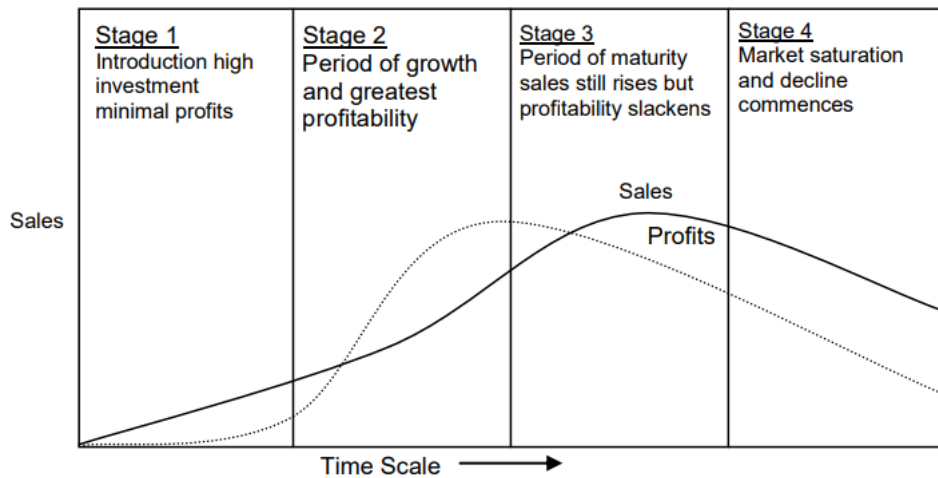 Stage 1
Introduction high
investment
minimal profits
Stage 2
Period of growth
and greatest
profitability
Stage 3
Period of maturity
sales still rises but
profitability slackens
Stage 4
Market saturation
and decline
commences
Sales
Sales
Profits
Time Scale